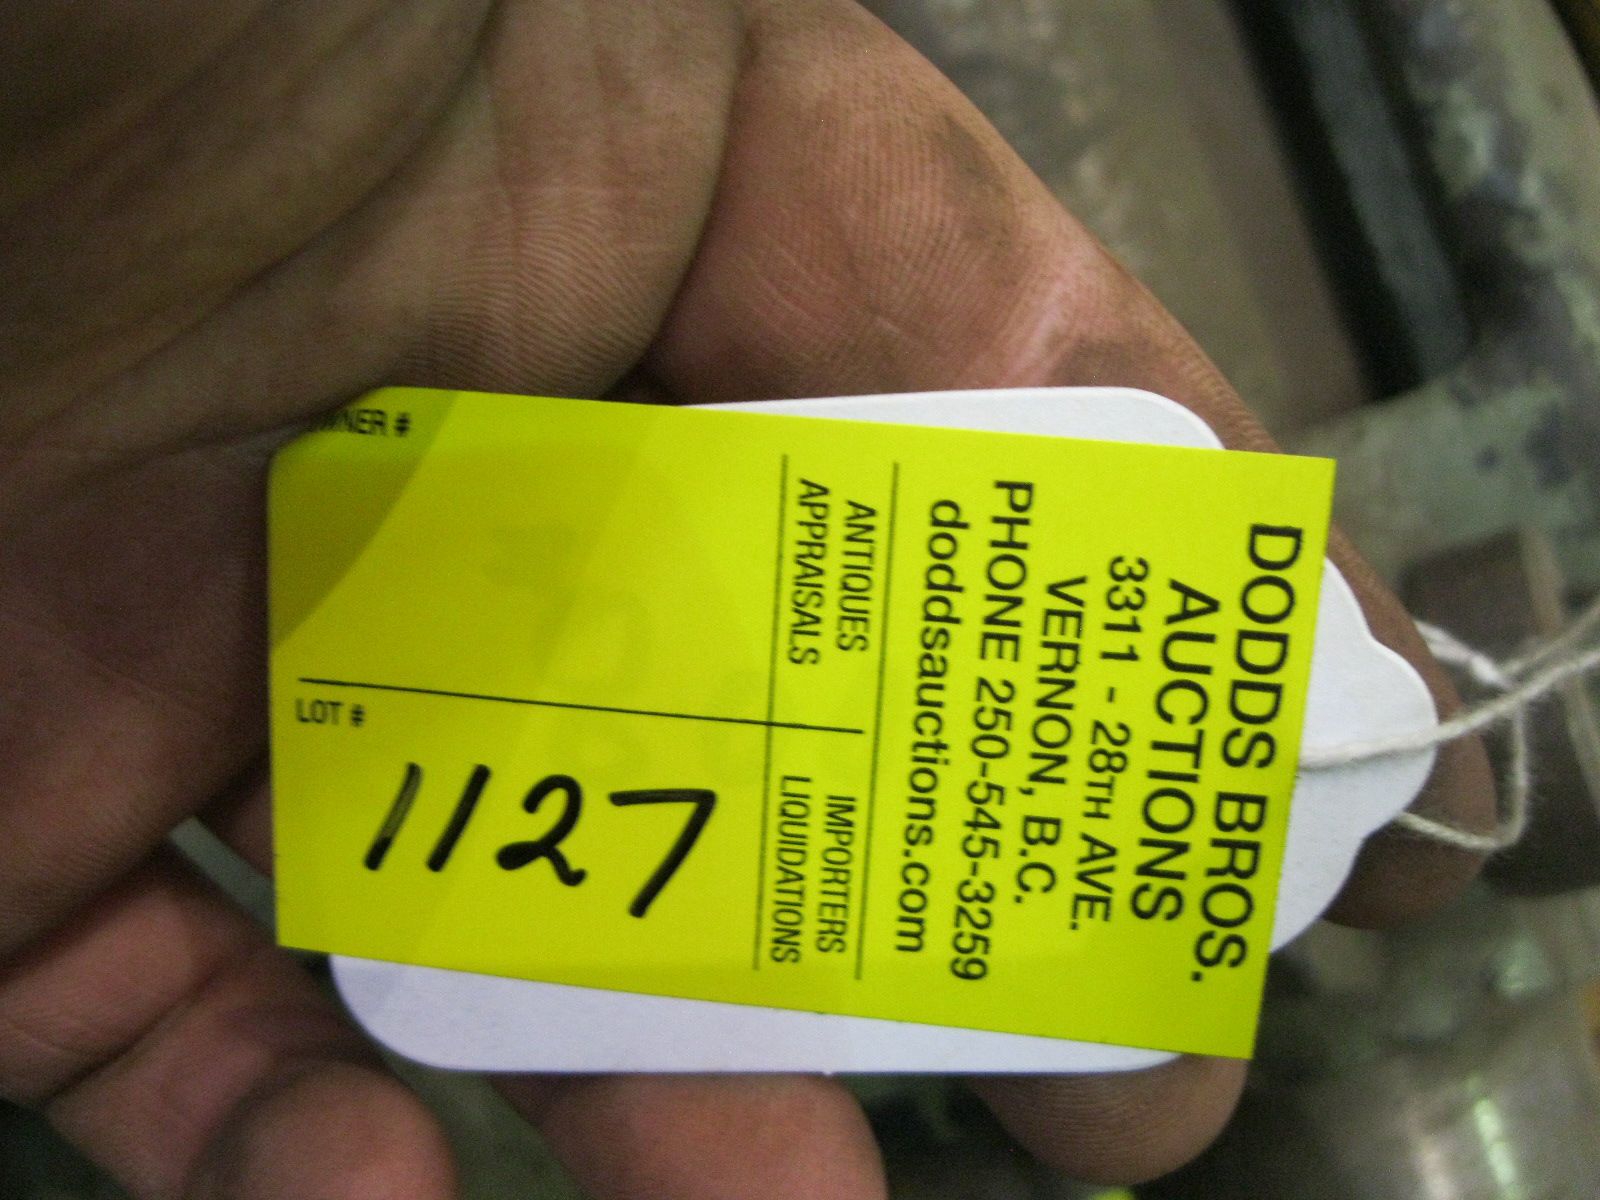 DODDS BROS.
AUCTIONS
3311 - 28TH AVE.
VERNON, B.C.
PHONE 250-545-3259
doddsauctions.com
ANTIQUES
APPRAISALS
IMPORTERS
LIQUIDATIONS
OWNER #
LOT #
1127